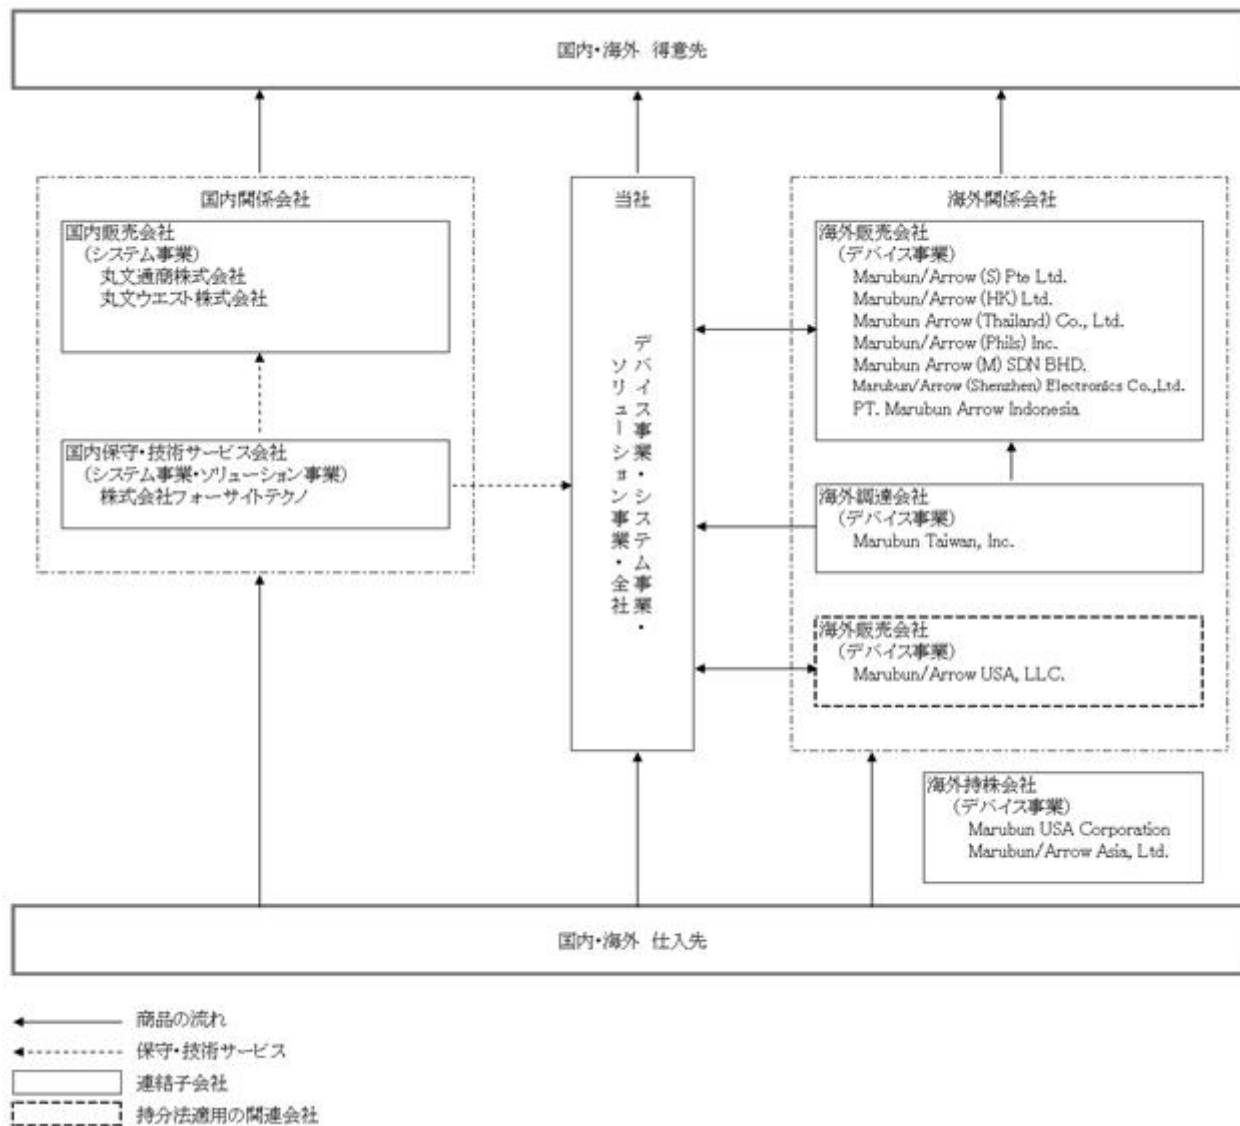 国内・海外 得意先
国内関係会社
国内販売会社
（システム事業）
丸文通商株式会社
丸文ウエスト株式会社
国内保守・技術サービス会社
（システム事業・ソリューション事業）
株式会社フォーサイトテクノ
当社
デバイス事業・システム事業・
ソリューション事業・全社
海外関係会社
海外販売会社
（デバイス事業）
Marubun/Arrow (S) Pte Ltd.
Marubun/Arrow (HK) Ltd.
Marubun Arrow (Thailand) Co., Ltd.
Marubun/Arrow (Phils) Inc.
Marubun Arrow (M) SDN BHD.
Marubun/Arrow (Shenzhen) Electronics Co.,Ltd.
PT. Marubun Arrow Indonesia
海外調達会社
（デバイス事業）
Marubun Taiwan, Inc.
海外販売会社
（デバイス事業）
Marubun/Arrow USA, LLC.
海外持株会社
（デバイス事業）
Marubun USA Corporation
Marubun/Arrow Asia, Ltd.
国内・海外 仕入先
商品の流れ
保守・技術サービス
連結子会社
持分法適用の関連会社